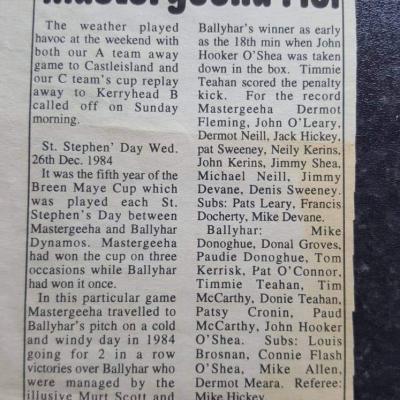 The weather played
havoc at the weekend with
both our A team away
game to Castleisland and
our C team's cup replay
away to Kerryhead B
called off on Sunday
morning.
St. Stephen' Day Wed.
26th Dec. 1984
It was the fifth year of the
Breen Maye Cup which
was played each St.
Stephen's Day between
Mastergeeha and Ballyhar
Dynamos. Mastergeeha
had won the cup on three
occasions while Ballyhar
had won it once.
In this particular game
Mastergeeha travelled to
Ballyhar's pitch on a cold
and windy day in 1984
going for 2 in a row
victories over Ballyhar who
were managed by the
illusive Murt Scott and
Ballyhar's winner as early
as the 18th min when John
Hooker O'Shea was taken
down in the box. Timmie
Teahan scored the penalty
kick. For the record
Mastergeeha Dermot
Fleming, John O'Leary,
Dermot Neill, Jack Hickey,
pat Sweeney, Neily Kerins,
John Kerins, Jimmy Shea,
Michael Neill, Jimmy
Devane, Denis Sweeney.
Subs: Pats Leary, Francis
Docherty, Mike Devane.
Ballyhar: Mike
Donoghue, Donal Groves,
Paudie Donoghue, Tom
Kerrisk, Pat O'Connor,
Timmie Teahan, Tim
McCarthy, Donie Teahan,
Patsy Cronin, Paud
McCarthy, John Hooker
O'Shea. Subs: Louis
Brosnan, Connie Flash
O'Shea, Mike Allen,
Dermot Meara. Referee:
Mike Hickey.